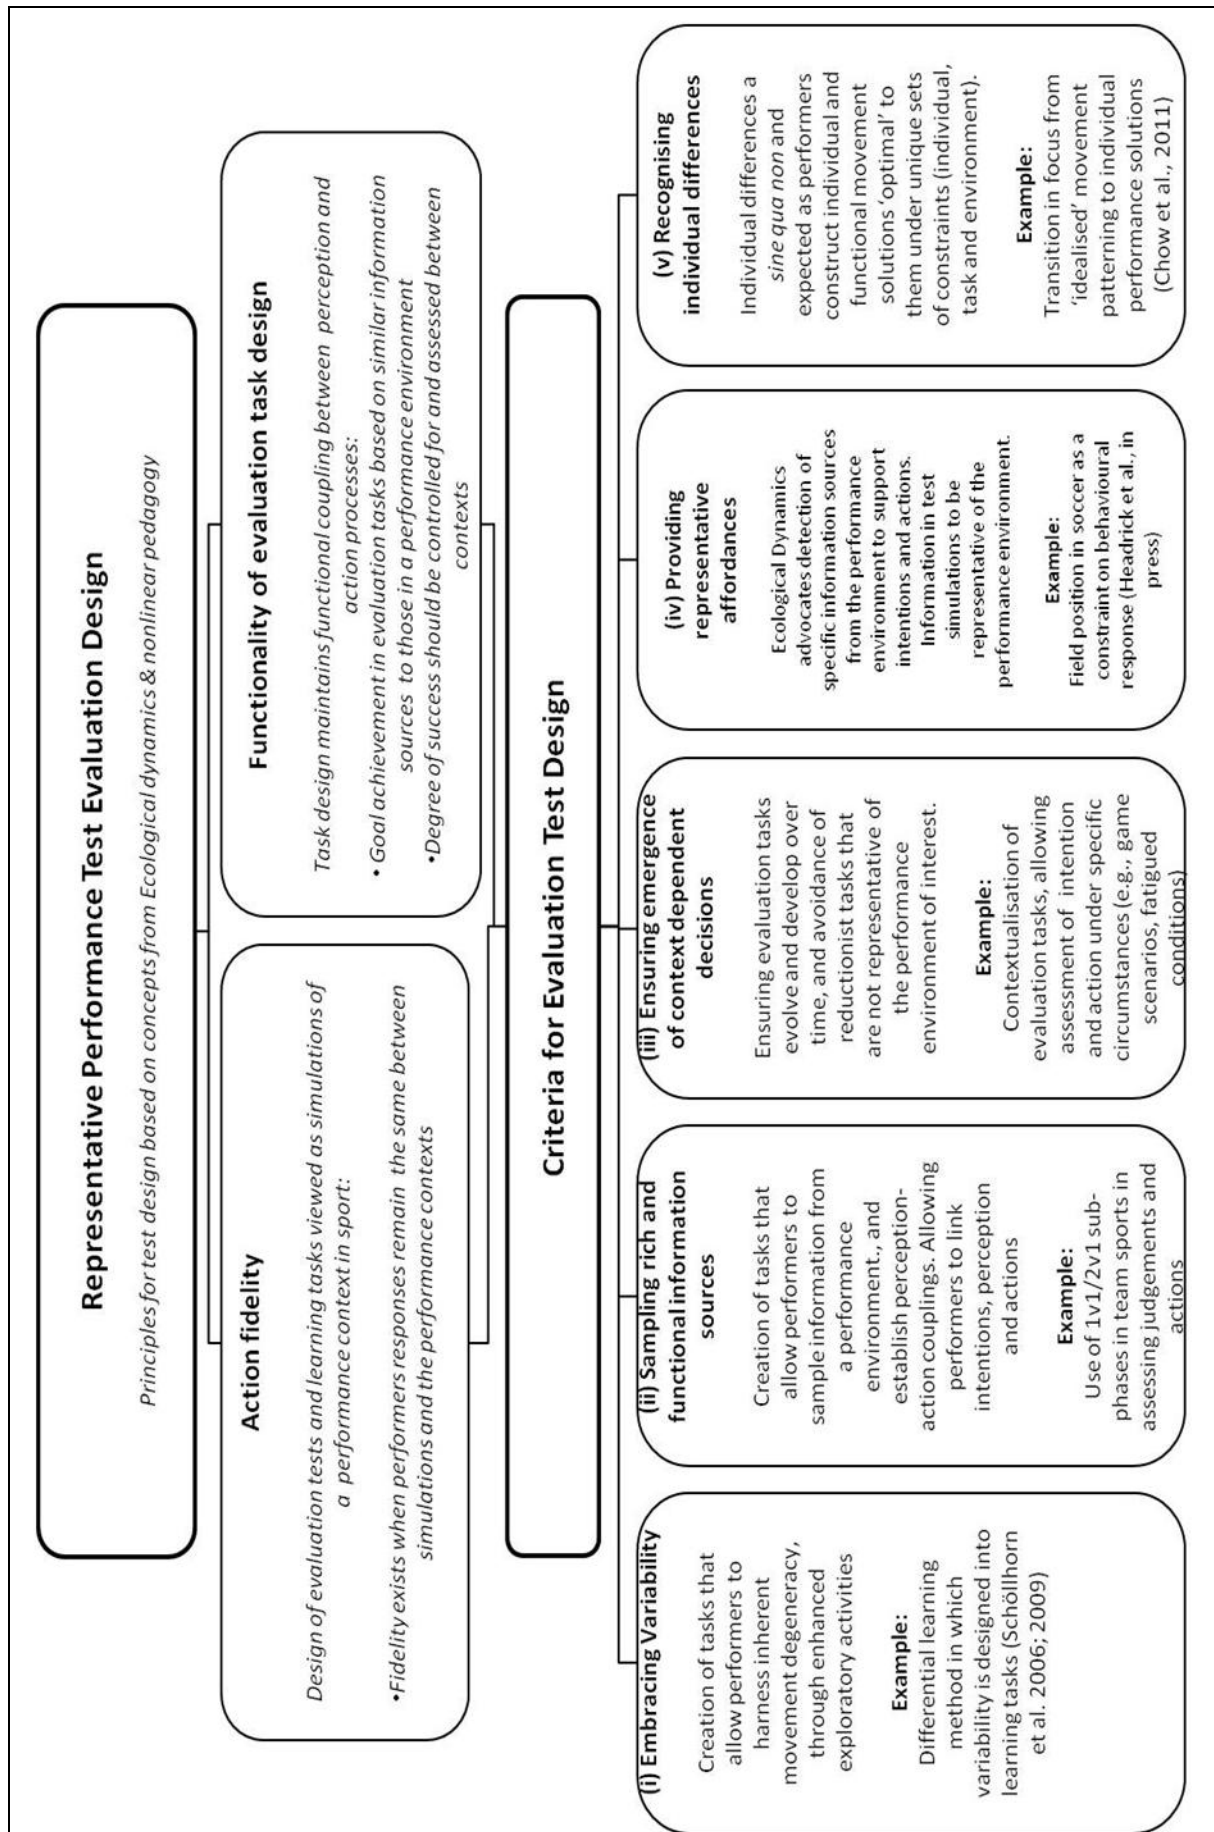 Representative Performance Test Evaluation Design
Principles for test design based on concepts from Ecological dynamics & nonlinear pedagogy
Action fidelity
Design of evaluation tests and learning tasks viewed as simulations of
a performance context in sport:
•Fidelity exists when performers responses remain the same between
simulations and the performance contexts
Functionality of evaluation task design
Task design maintains functional coupling between perception and
action processes:
• Goal achievement in evaluation tasks based on similar information
sources to those in a performance environment
•Degree of success should be controlled for and assessed between
contexts
Criteria for Evaluation Test Design
(i) Embracing Variability
Creation of tasks that
allow performers to
harness inherent
movement degeneracy,
through enhanced
exploratory activities
Example:
Differential learning
method in which
variability is designed into
learning tasks (Schöllhorn
et al. 2006; 2009)
(ii) Sampling rich and
functional information
sources
Creation of tasks that
allow performers to
sample information from
a performance
environment., and
establish perception-
action couplings. Allowing
performers to link
intentions, perception
and actions
Example:
Use of 1v1/2v1 sub-
phases in team sports in
assessing judgements and
actions
(iii) Ensuring emergence
of context dependent
decisions
Ensuring evaluation tasks
evolve and develop over
time, and avoidance of
reductionist tasks that
are not representative of
the performance
environment of interest.
Example:
Contextualisation of
evaluation tasks, allowing
assessment of intention
and action under specific
circumstances (e.g., game
scenarios, fatigued
conditions)
(iv) Providing
representative
affordances
Ecological Dynamics
advocates detection of
specific information sources
from the performance
environment to support
intentions and actions.
Information in test
simulations to be
representative of the
performance environment.
Example:
Field position in soccer as a
constraint on behavioural
response (Headrick et al., in
press)
(v) Recognising
individual differences
Individual differences a
sine qua non and
expected as performers
construct individual and
functional movement
solutions ‘optimal’ to
them under unique sets
of constraints (individual,
task and environment).
Example:
Transition in focus from
‘idealised’ movement
patterning to individual
performance solutions
(Chow et al., 2011)